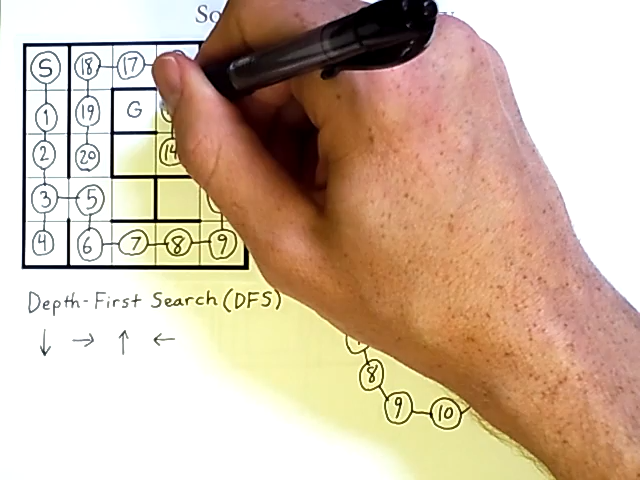 S 18 17
1 19 G
2 20 14
3 5
4 6 7 8 9
Depth-First Search (DFS)
↓ → ↑ ←
8
9 10